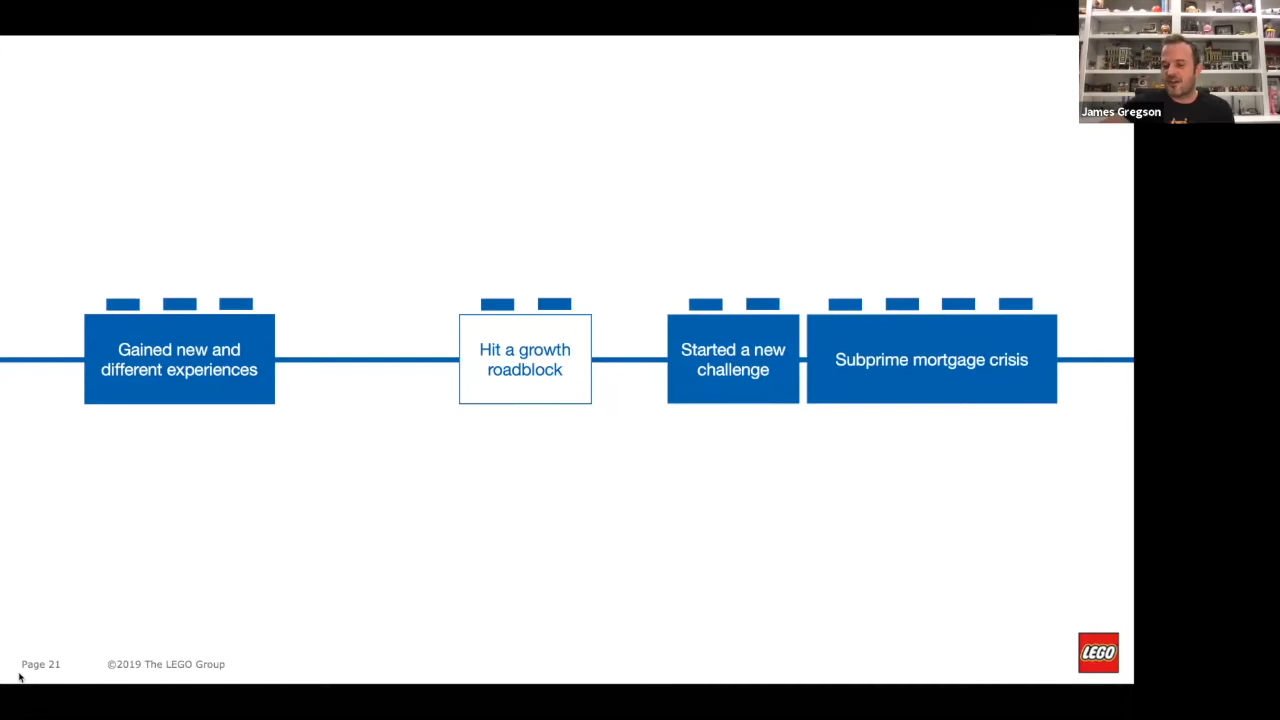 James Gregson
Gained new and
different experiences
Hit a growth
roadblock
Started a new
challenge
Subprime mortgage crisis
Page 21
©2019 The LEGO Group
LEGO